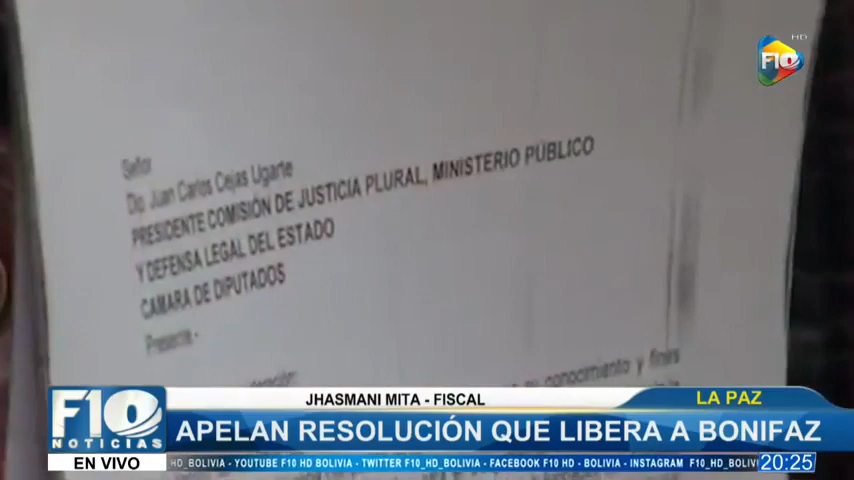 HD
F10
Señor
Dip. Juan Carlos Cejas Ugarte
PRESIDENTE COMISIÓN DE JUSTICIA PLURAL, MINISTERIO PÚBLICO
Y DEFENSA LEGAL DEL ESTADO
CAMARA DE DIPUTADOS
Presente.-
conocimiento y fines
JHASMANI MITA - FISCAL
LA PAZ
F10
NOTICIAS
APELAN RESOLUCIÓN QUE LIBERA A BONIFAZ
EN VIVO
HD_BOLIVIA - YOUTUBE F10 HD BOLIVIA - TWITTER F10_HD_BOLIVIA - FACEBOOK F10 HD - BOLIVIA - INSTAGRAM F10_HD_BOLIVI
20:25